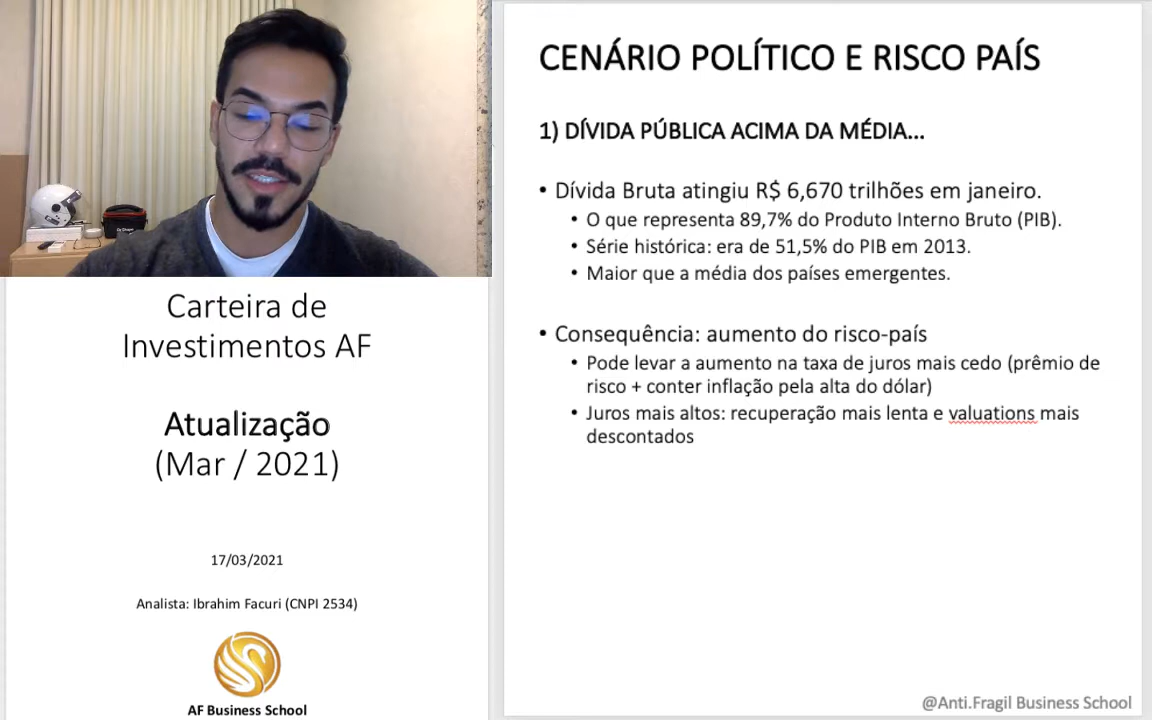 Carteira de
Investimentos AF
Atualização
(Mar / 2021)
17/03/2021
Analista: Ibrahim Facuri (CNPI 2534)
AF Business School
CENÁRIO POLÍTICO E RISCO PAÍS
1) DÍVIDA PÚBLICA ACIMA DA MÉDIA...
• Dívida Bruta atingiu R$ 6,670 trilhões em janeiro.
• O que representa 89,7% do Produto Interno Bruto (PIB).
• Série histórica: era de 51,5% do PIB em 2013.
• Maior que a média dos países emergentes.
• Consequência: aumento do risco-país
• Pode levar a aumento na taxa de juros mais cedo (prêmio de
risco + conter inflação pela alta do dólar)
• Juros mais altos: recuperação mais lenta e valuations mais
descontados
@Anti.Fragil Business School